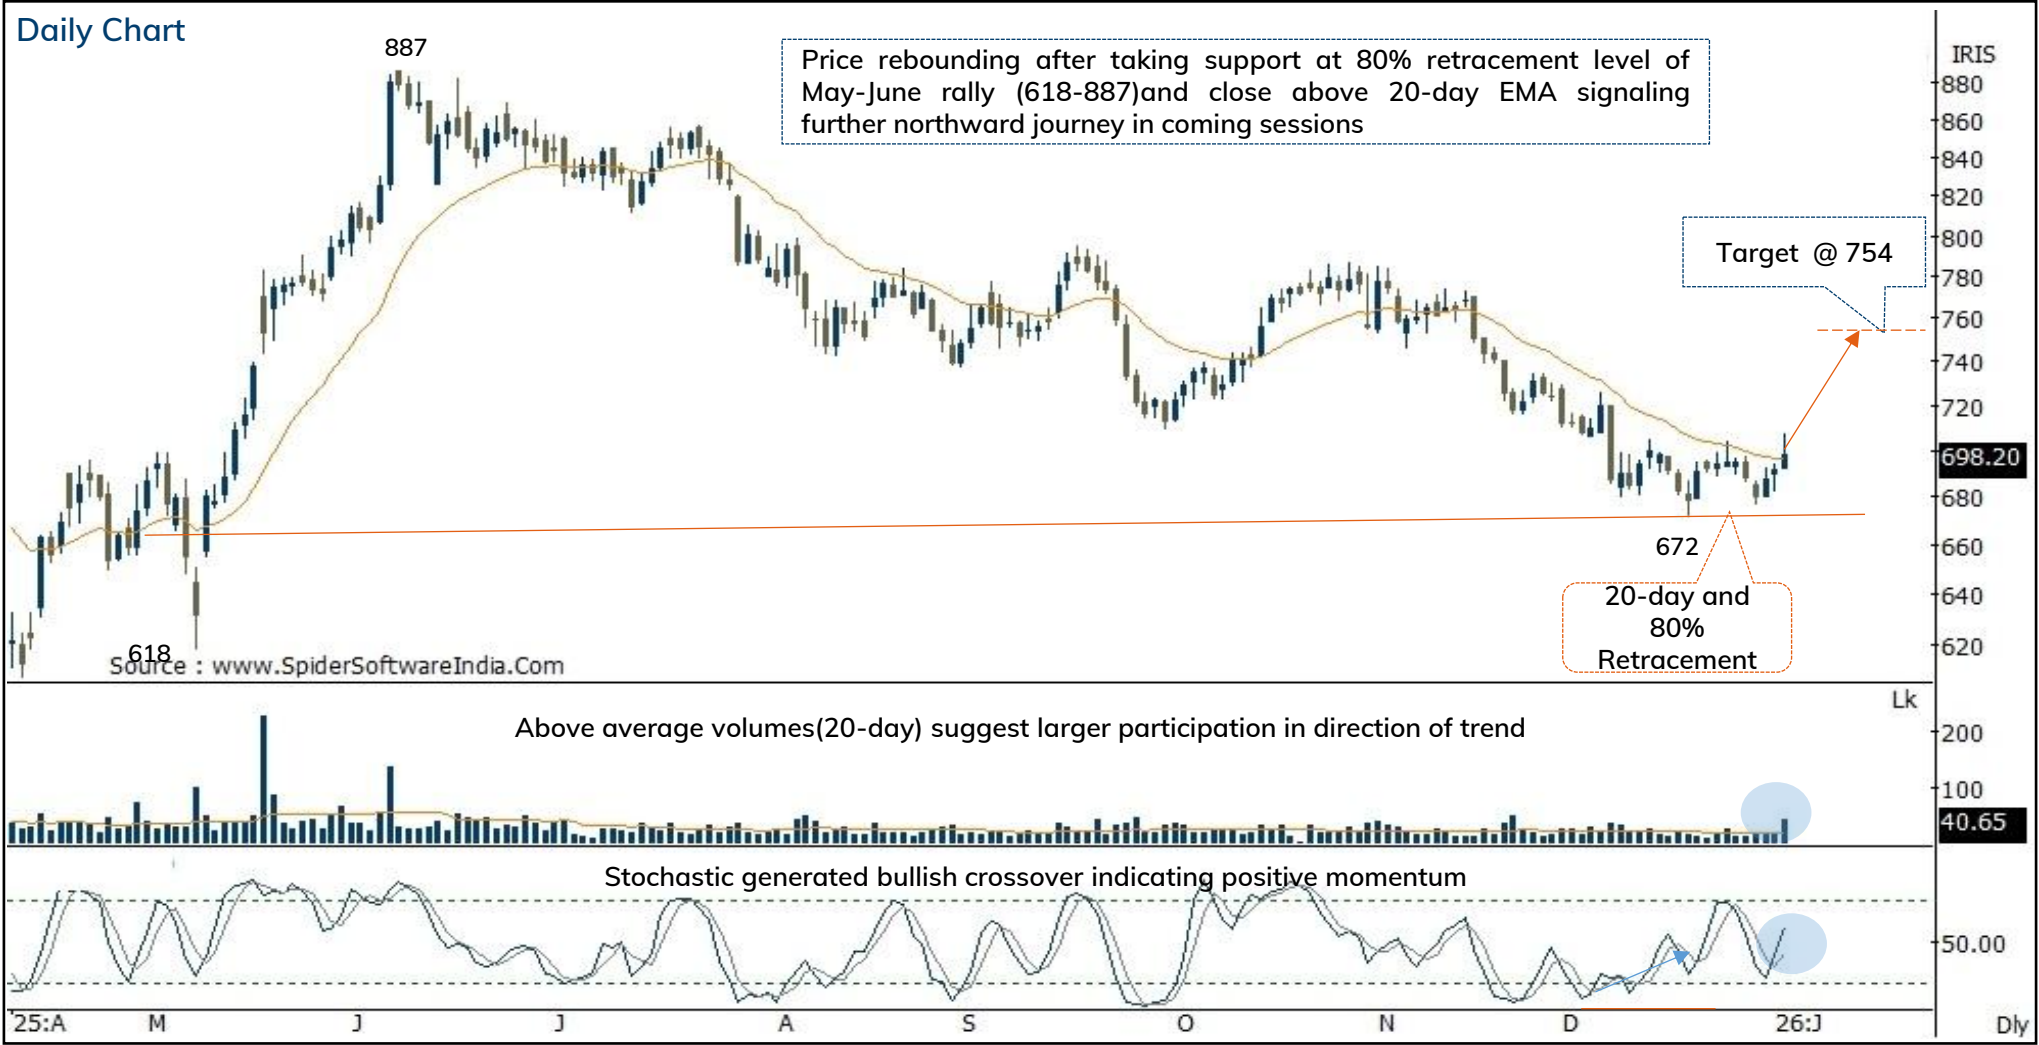 Daily Chart
887
Price rebounding after taking support at 80% retracement level of
May-June rally (618-887)and close above 20-day EMA signaling
further northward journey in coming sessions
IRIS
880
860
840
820
800
780
760
740
720
698.20
680
660
640
620
Target @ 754
672
20-day and
80%
Retracement
618
Source : www.SpiderSoftwareIndia.Com
Lk
Above average volumes(20-day) suggest larger participation in direction of trend
200
100
40.65
Stochastic generated bullish crossover indicating positive momentum
50.00
25:A M J J A S O N D 26:J
Dly